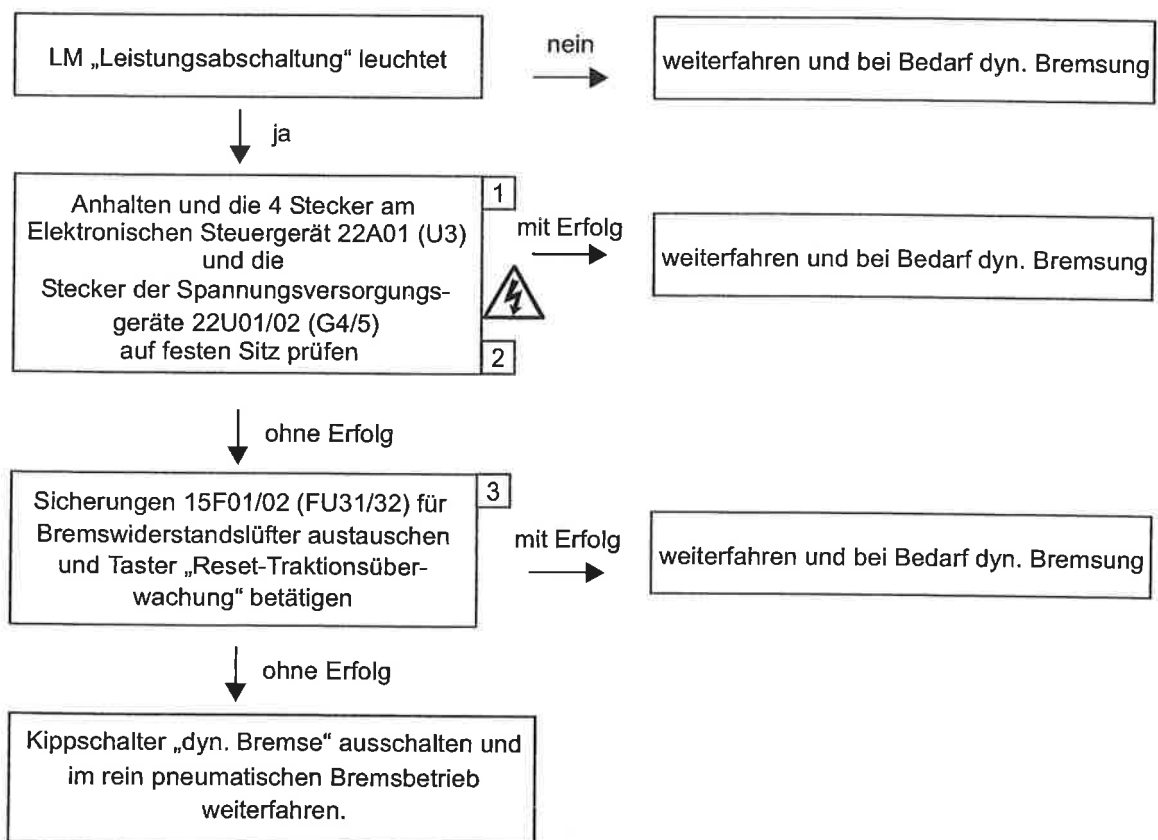 LM „Leistungsabschaltung“ leuchtet
nein
weiterfahren und bei Bedarf dyn. Bremsung
ja
Anhalten und die 4 Stecker am
Elektronischen Steuergerät 22A01 (U3)
und die
Stecker der Spannungsversorgungs-
geräte 22U01/02 (G4/5)
auf festen Sitz prüfen
1
2
mit Erfolg
weiterfahren und bei Bedarf dyn. Bremsung
ohne Erfolg
Sicherungen 15F01/02 (FU31/32) für
Bremswiderstandslüfter austauschen
und Taster „Reset-Traktionsüber-
wachung“ betätigen
3
mit Erfolg
weiterfahren und bei Bedarf dyn. Bremsung
ohne Erfolg
Kippschalter „dyn. Bremse“ ausschalten und
im rein pneumatischen Bremsbetrieb
weiterfahren.